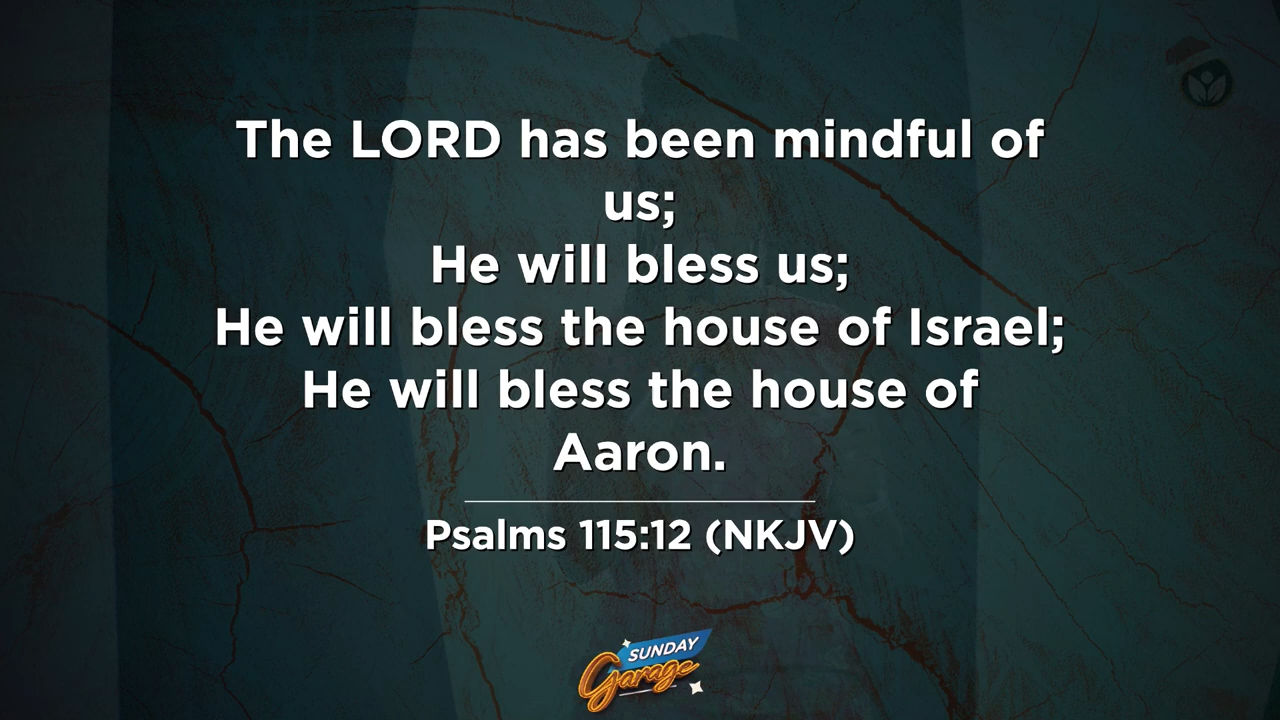 The LORD has been mindful of
us;
He will bless us;
He will bless the house of Israel;
He will bless the house of
Aaron.
Psalms 115:12 (NKJV)
SUNDAY
Garage